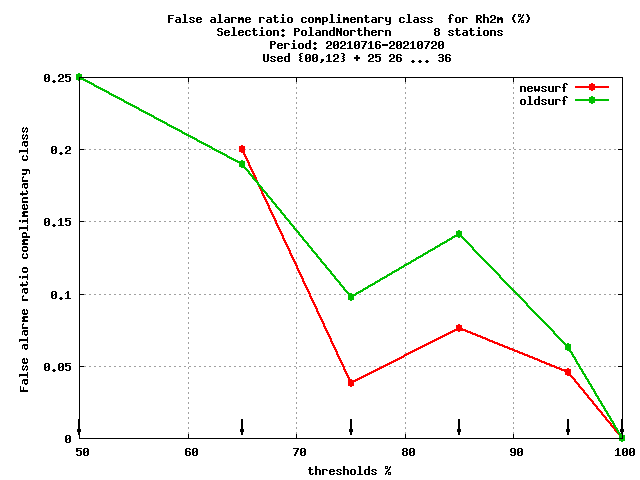 False alarme ratio complimentary class  for Rh2m (%)
Selection: PolandNorthern      8 stations
Period: 20210716-20210720
Used {00,12} + 25 26 ... 36
newsurf
oldsurf
0.25
0.2
0.15
0.1
0.05
0
False alarme ratio complimentary class
50 60 70 80 90 100
thresholds %